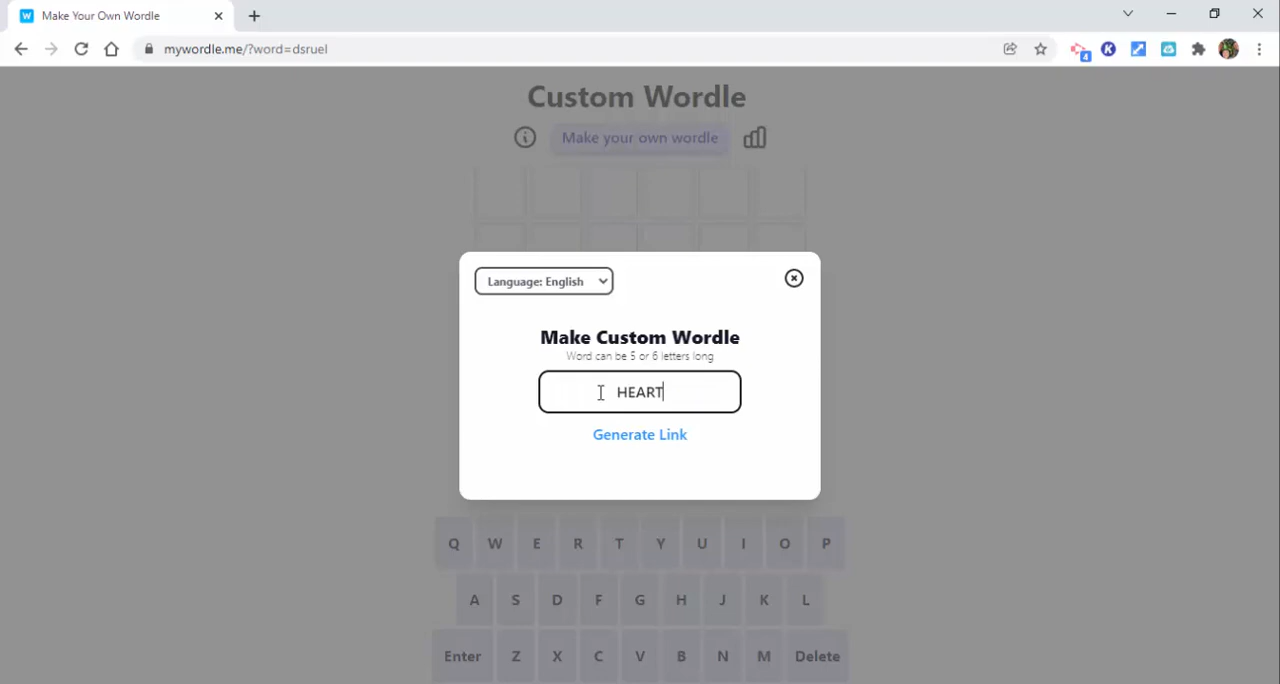 Make Your Own Wordle
mywordle.me/?word=dsruel
4
K
Custom Wordle
Make your own wordle
Language: English
Make Custom Wordle
Word can be 5 or 6 letters long
HEART
Generate Link
Q W E R T Y U I O P
A S D F G H J K L
Enter Z X C V B N M Delete